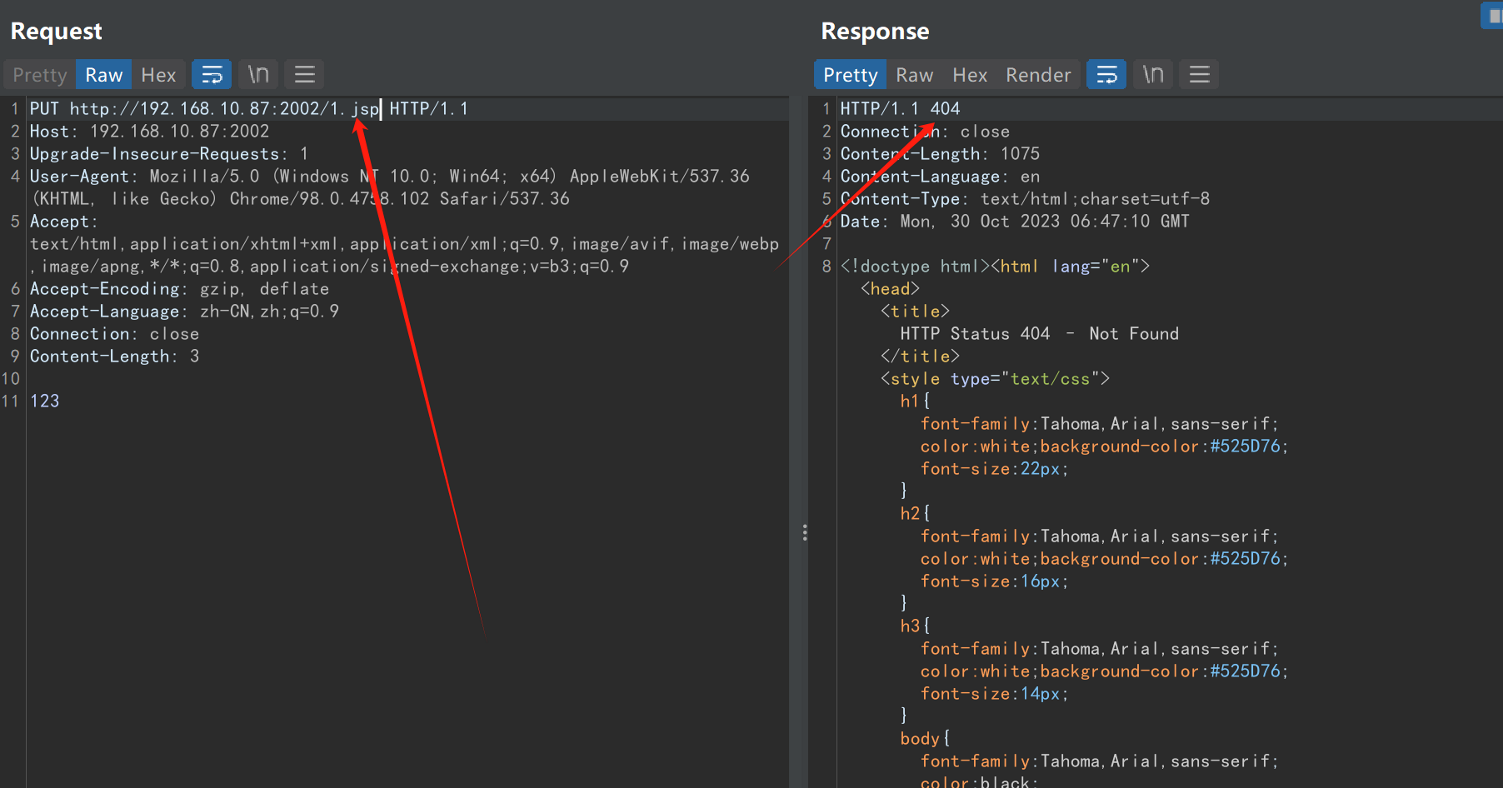 Request
Pretty Raw Hex \n
1 PUT http://192.168.10.87:2002/1.jsp HTTP/1.1
2 Host: 192.168.10.87:2002
3 Upgrade-Insecure-Requests: 1
4 User-Agent: Mozilla/5.0 (Windows NT 10.0; Win64; x64) AppleWebKit/537.36
(KHTML, like Gecko) Chrome/98.0.4758.102 Safari/537.36
5 Accept:
text/html,application/xhtml+xml,application/xml;q=0.9,image/avif,image/webp
,image/apng,*/*;q=0.8,application/signed-exchange;v=b3;q=0.9
6 Accept-Encoding: gzip, deflate
7 Accept-Language: zh-CN,zh;q=0.9
8 Connection: close
9 Content-Length: 3
10
11 123
Response
Pretty Raw Hex Render \n
1 HTTP/1.1 404
2 Connection: close
3 Content-Length: 1075
4 Content-Language: en
5 Content-Type: text/html;charset=utf-8
6 Date: Mon, 30 Oct 2023 06:47:10 GMT
7
8 <!doctype html><html lang="en">
<head>
<title>
HTTP Status 404 – Not Found
</title>
<style type="text/css">
h1{
font-family:Tahoma,Arial,sans-serif;
color:white;background-color:#525D76;
font-size:22px;
}
h2{
font-family:Tahoma,Arial,sans-serif;
color:white;background-color:#525D76;
font-size:16px;
}
h3{
font-family:Tahoma,Arial,sans-serif;
color:white;background-color:#525D76;
font-size:14px;
}
body{
font-family:Tahoma,Arial,sans-serif;
color:black;